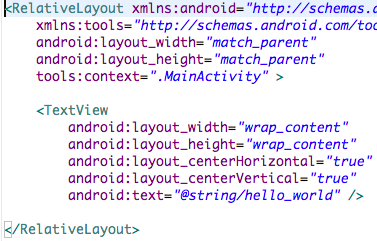 <RelativeLayout xmlns:android="http://schemas.
xmlns:tools="http://schemas.android.com/too
android:layout_width="match_parent"
android:layout_height="match_parent"
tools:context=".MainActivity" >
<TextView
android:layout_width="wrap_content"
android:layout_height="wrap_content"
android:layout_centerHorizontal="true"
android:layout_centerVertical="true"
android:text="@string/hello_world" />
</RelativeLayout>